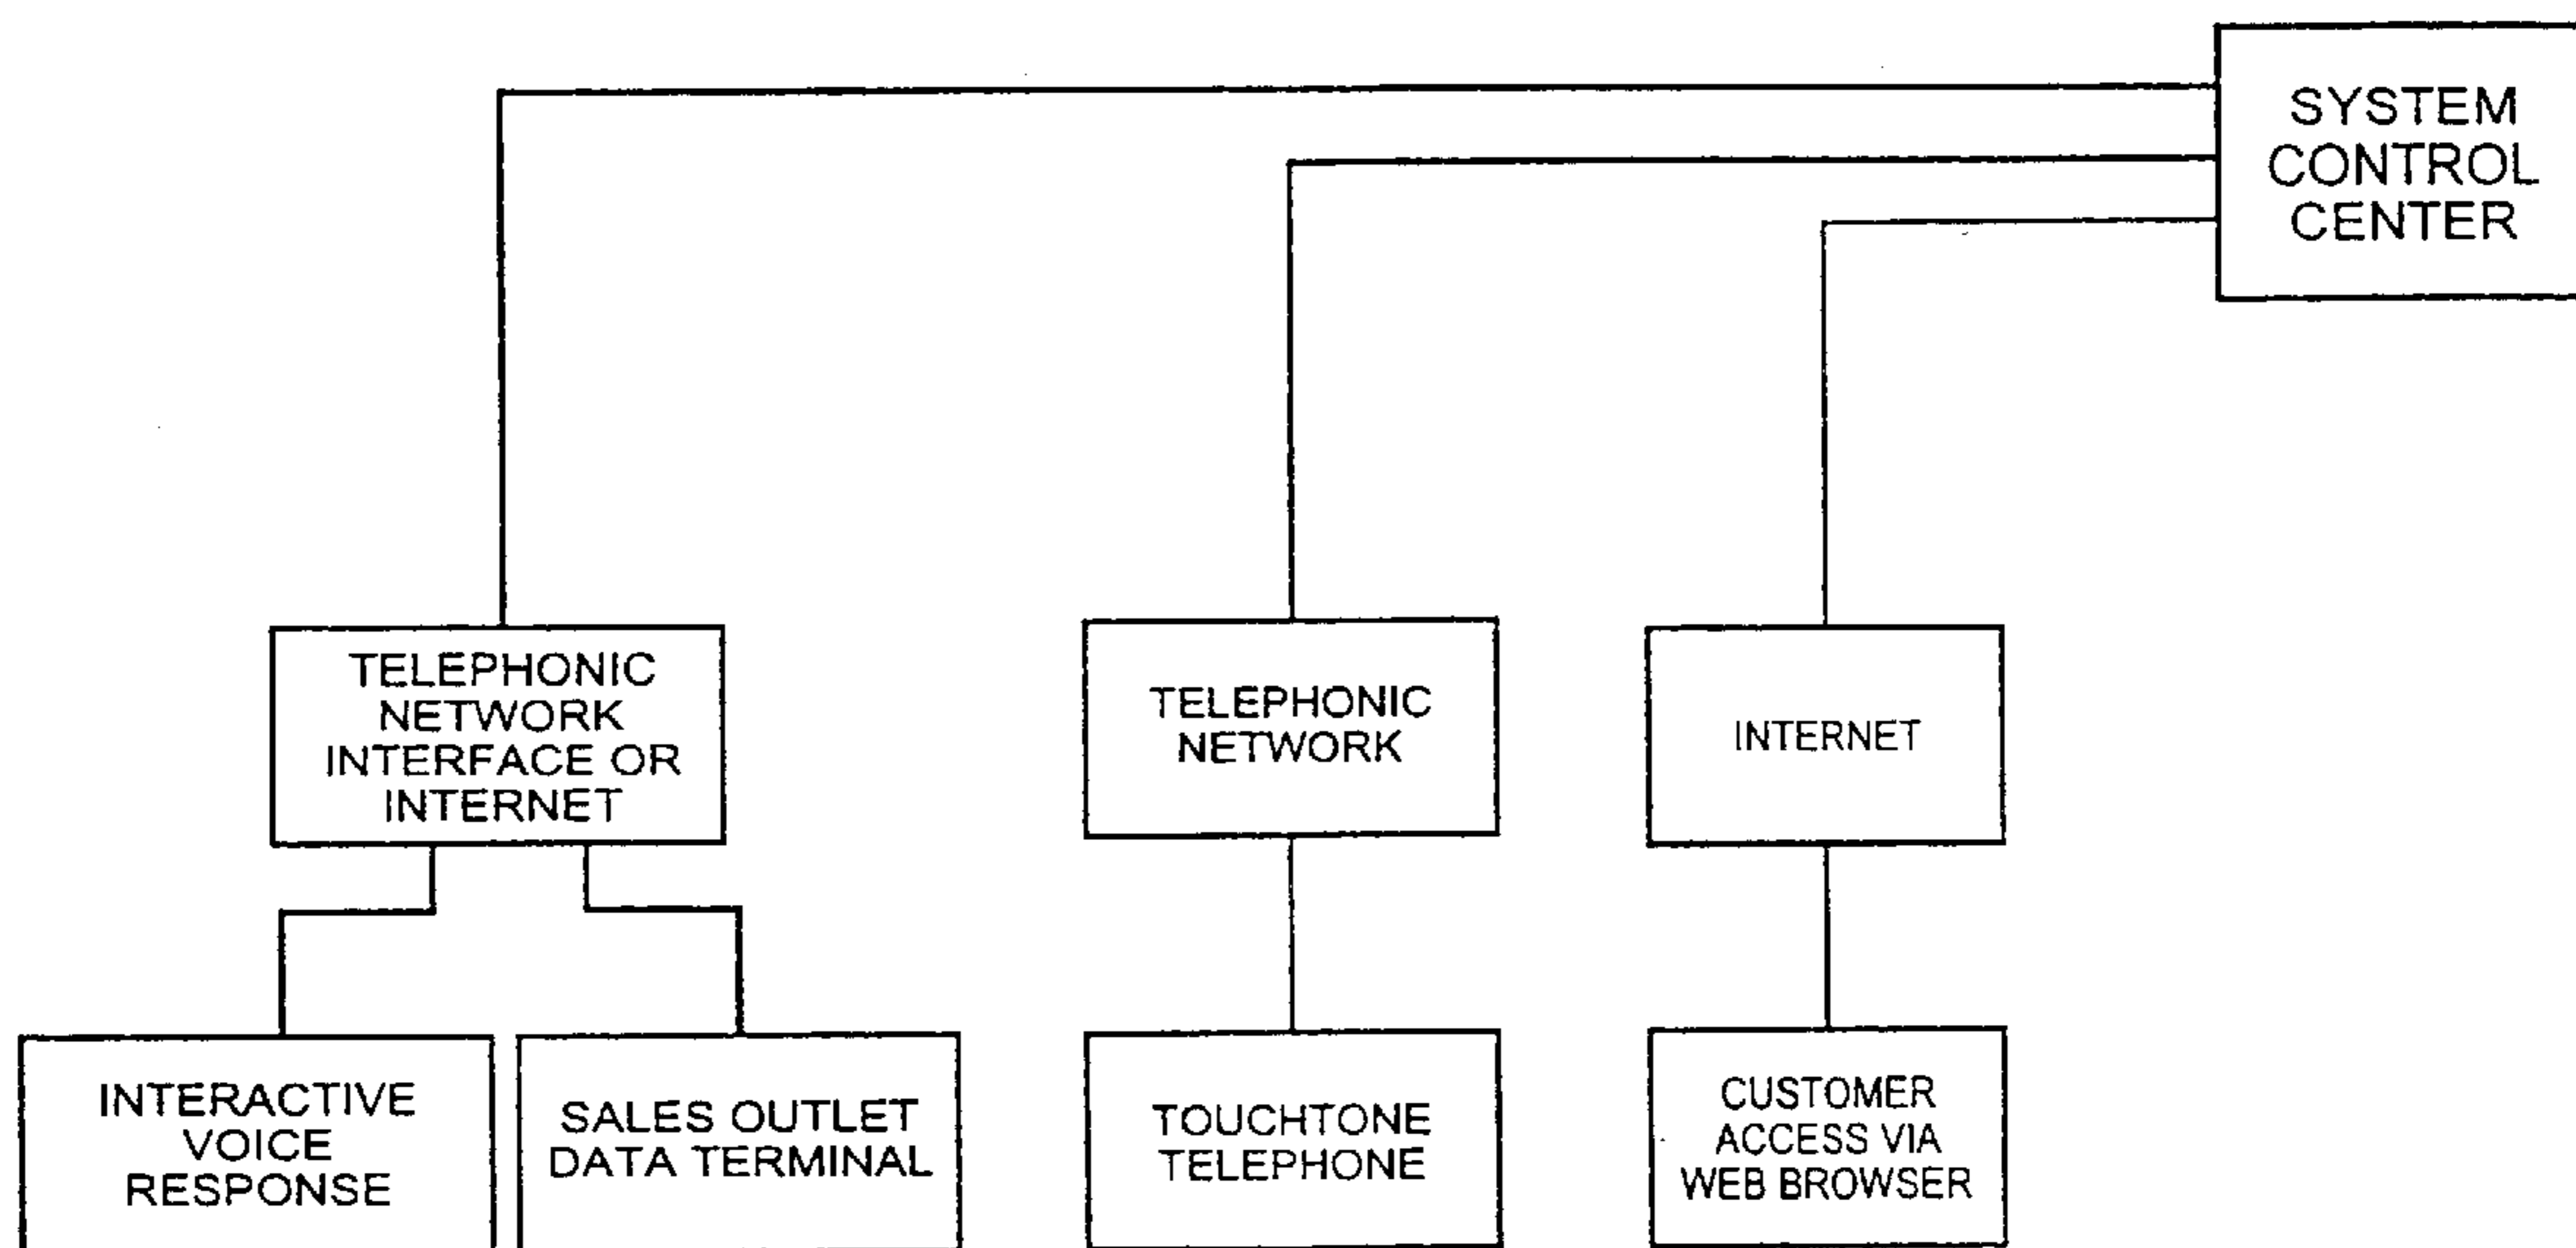 SYSTEM
CONTROL
CENTER
TELEPHONIC
NETWORK
INTERFACE OR
INTERNET
TELEPHONIC
NETWORK
INTERNET
INTERACTIVE
VOICE
RESPONSE
SALES OUTLET
DATA TERMINAL
TOUCHTONE
TELEPHONE
CUSTOMER
ACCESS VIA
WEB BROWSER